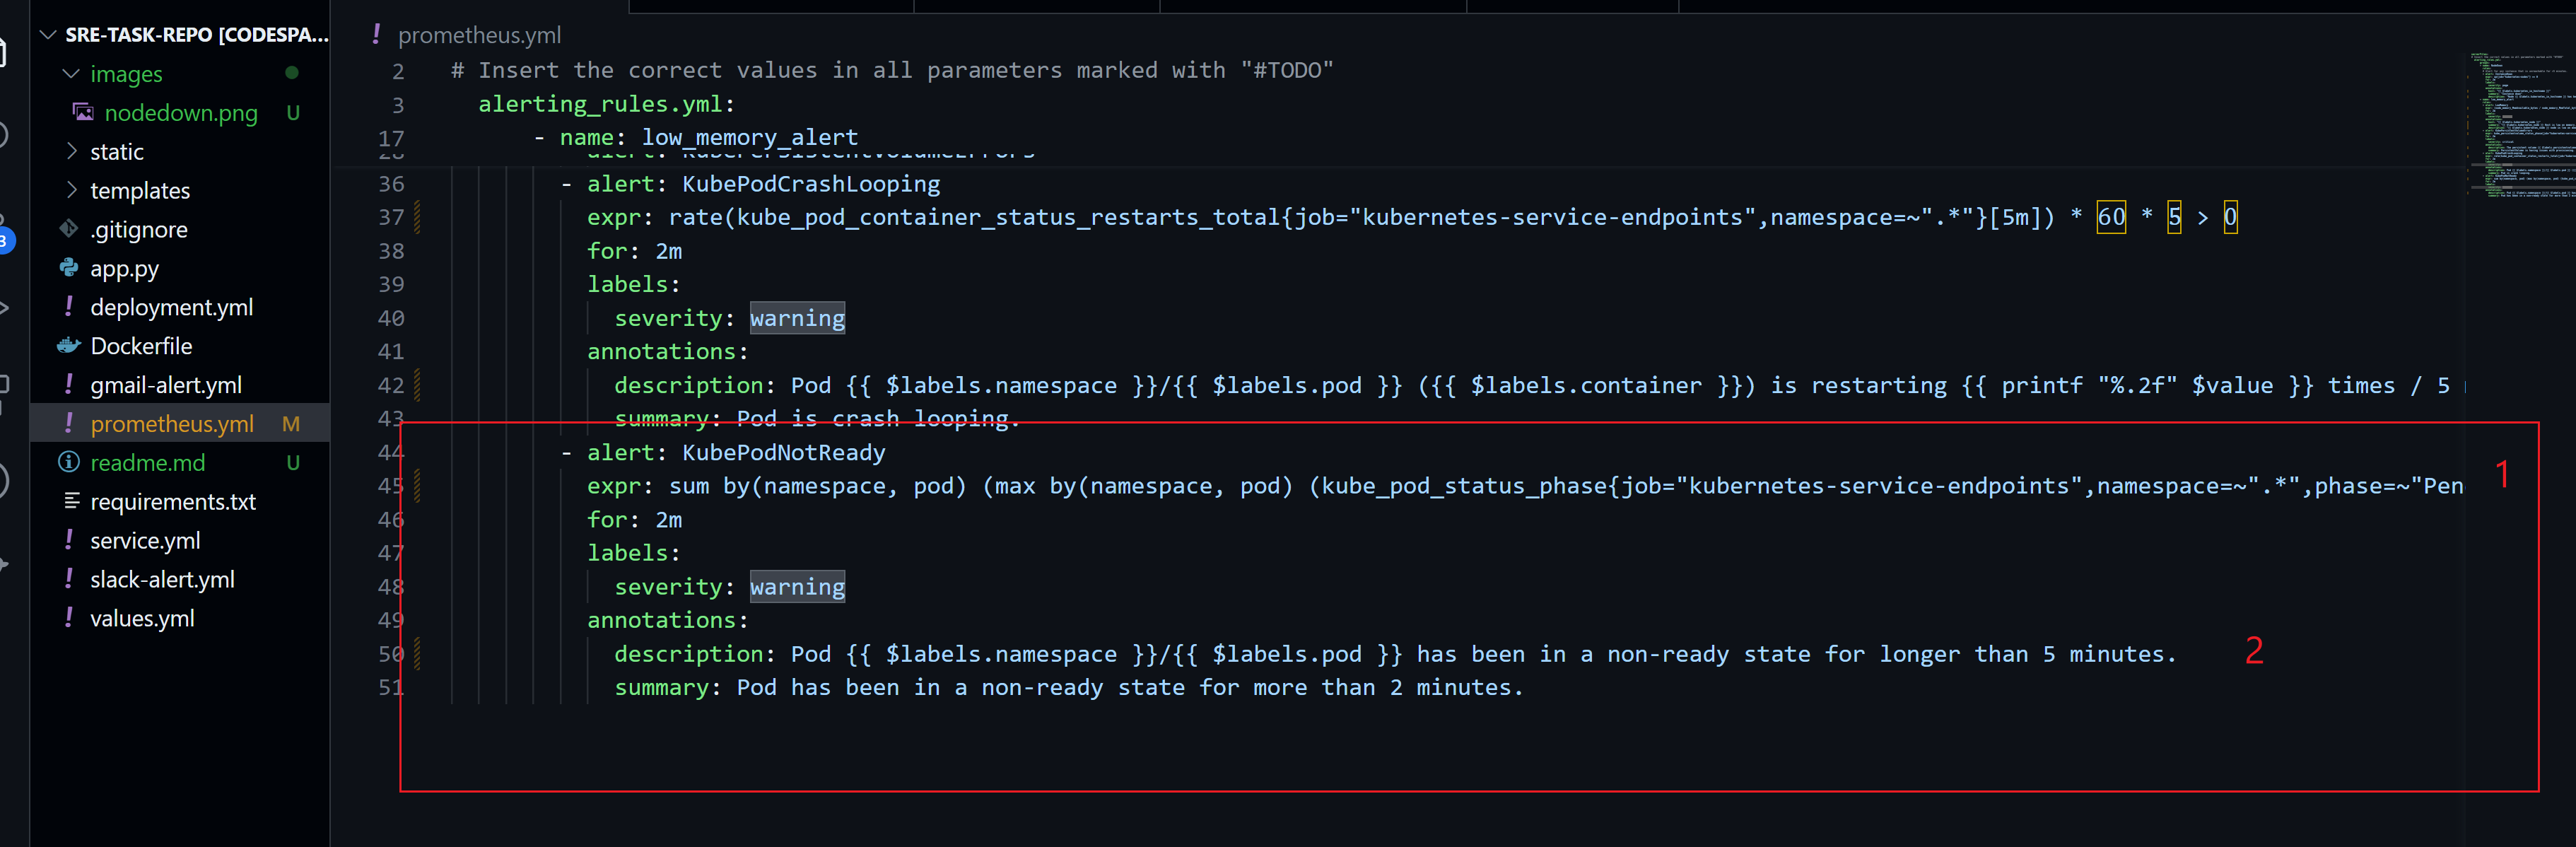 SRE-TASK-REPO [CODESPA...
images
nodedown.png U
static
templates
.gitignore
app.py
deployment.yml
Dockerfile
gmail-alert.yml
prometheus.yml M
readme.md U
requirements.txt
service.yml
slack-alert.yml
values.yml
3
! prometheus.yml
2 # Insert the correct values in all parameters marked with "#TODO"
3 alerting_rules.yml:
17 - name: low_memory_alert
28 alert: KubePersistentVolumeErrors
36 - alert: KubePodCrashLooping
37 expr: rate(kube_pod_container_status_restarts_total{job="kubernetes-service-endpoints",namespace=~".*"}[5m]) * 60 * 5 > 0
38 for: 2m
39 labels:
40 severity: warning
41 annotations:
42 description: Pod {{ $labels.namespace }}/{{ $labels.pod }} ({{ $labels.container }}) is restarting {{ printf "%.2f" $value }} times / 5
43 summary: Pod is crash looping.
44 - alert: KubePodNotReady
45 expr: sum by(namespace, pod) (max by(namespace, pod) (kube_pod_status_phase{job="kubernetes-service-endpoints",namespace=~".*",phase=~"Pen
1
46 for: 2m
47 labels:
48 severity: warning
49 annotations:
50 description: Pod {{ $labels.namespace }}/{{ $labels.pod }} has been in a non-ready state for longer than 5 minutes.
2
51 summary: Pod has been in a non-ready state for more than 2 minutes.